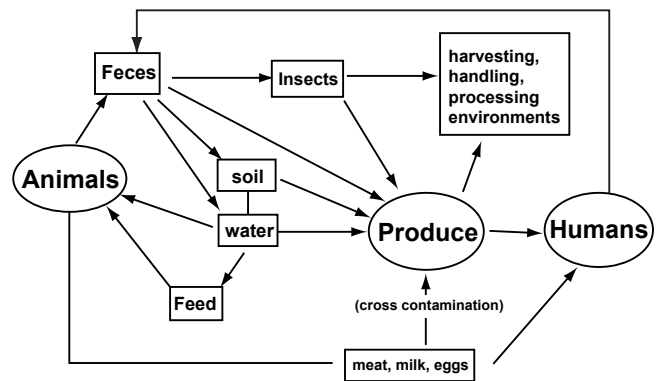 Feces
Insects
harvesting,
handling,
processing
environments
Animals
soil
water
Produce
Humans
Feed
(cross contamination)
meat, milk, eggs